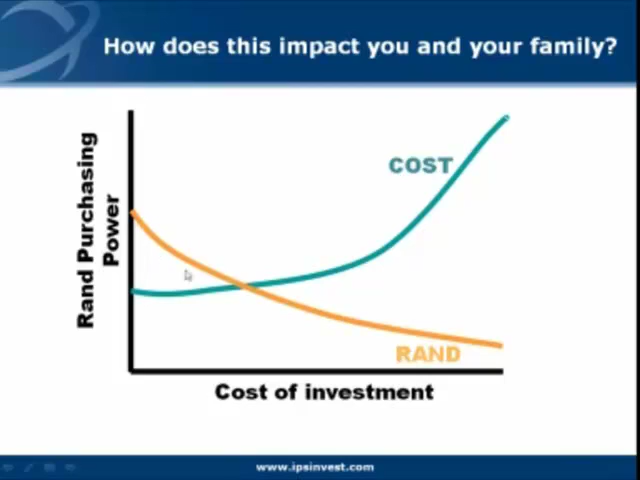 How does this impact you and your family?
Rand Purchasing
Power
COST
RAND
Cost of investment
www.ipsinvest.com